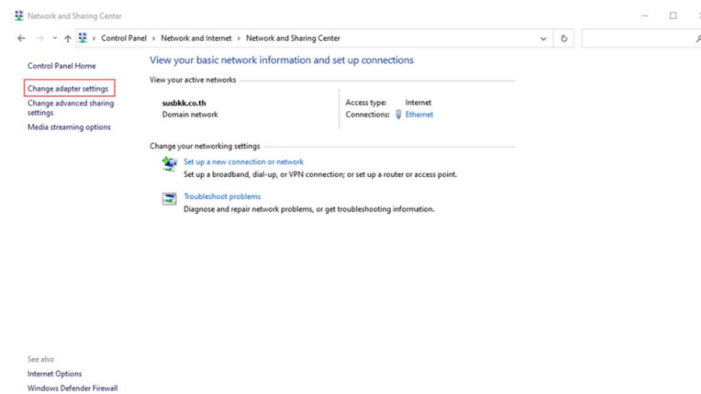 Network and Sharing Center
Control Panel > Network and Internet > Network and Sharing Center
Control Panel Home
Change adapter settings
Change advanced sharing
settings
Media streaming options
View your basic network information and set up connections
View your active networks
susbkk.co.th
Domain network
Access type: Internet
Connections: Ethernet
Change your networking settings
Set up a new connection or network
Set up a broadband, dial-up, or VPN connection; or set up a router or access point.
Troubleshoot problems
Diagnose and repair network problems, or get troubleshooting information.
See also
Internet Options
Windows Defender Firewall